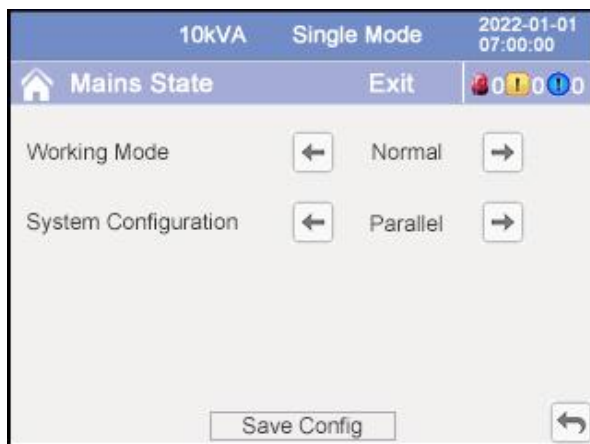 10kVA Single Mode 2022-01-01
07:00:00
Mains State Exit 0 ! 0 ! 0
Working Mode Normal
System Configuration Parallel
Save Config